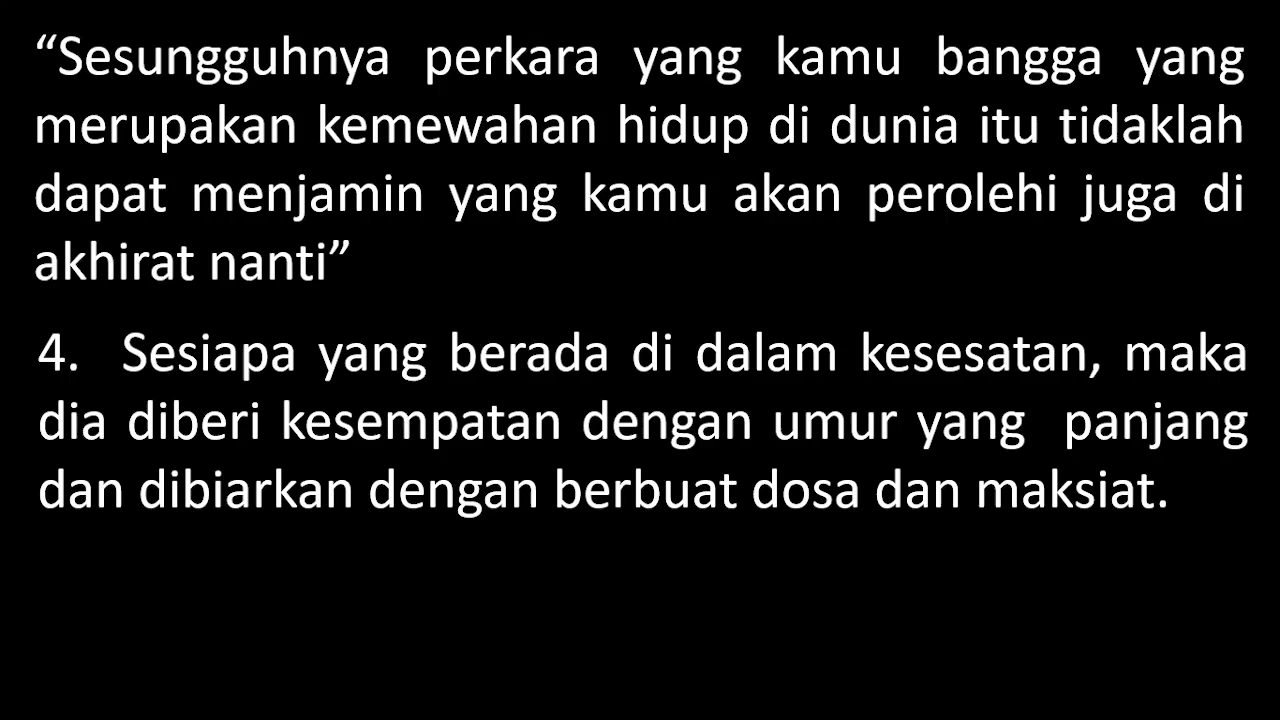 “Sesungguhnya perkara yang kamu bangga yang
merupakan kemewahan hidup di dunia itu tidaklah
dapat menjamin yang kamu akan perolehi juga di
akhirat nanti”
4. Sesiapa yang berada di dalam kesesatan, maka
dia diberi kesempatan dengan umur yang panjang
dan dibiarkan dengan berbuat dosa dan maksiat.